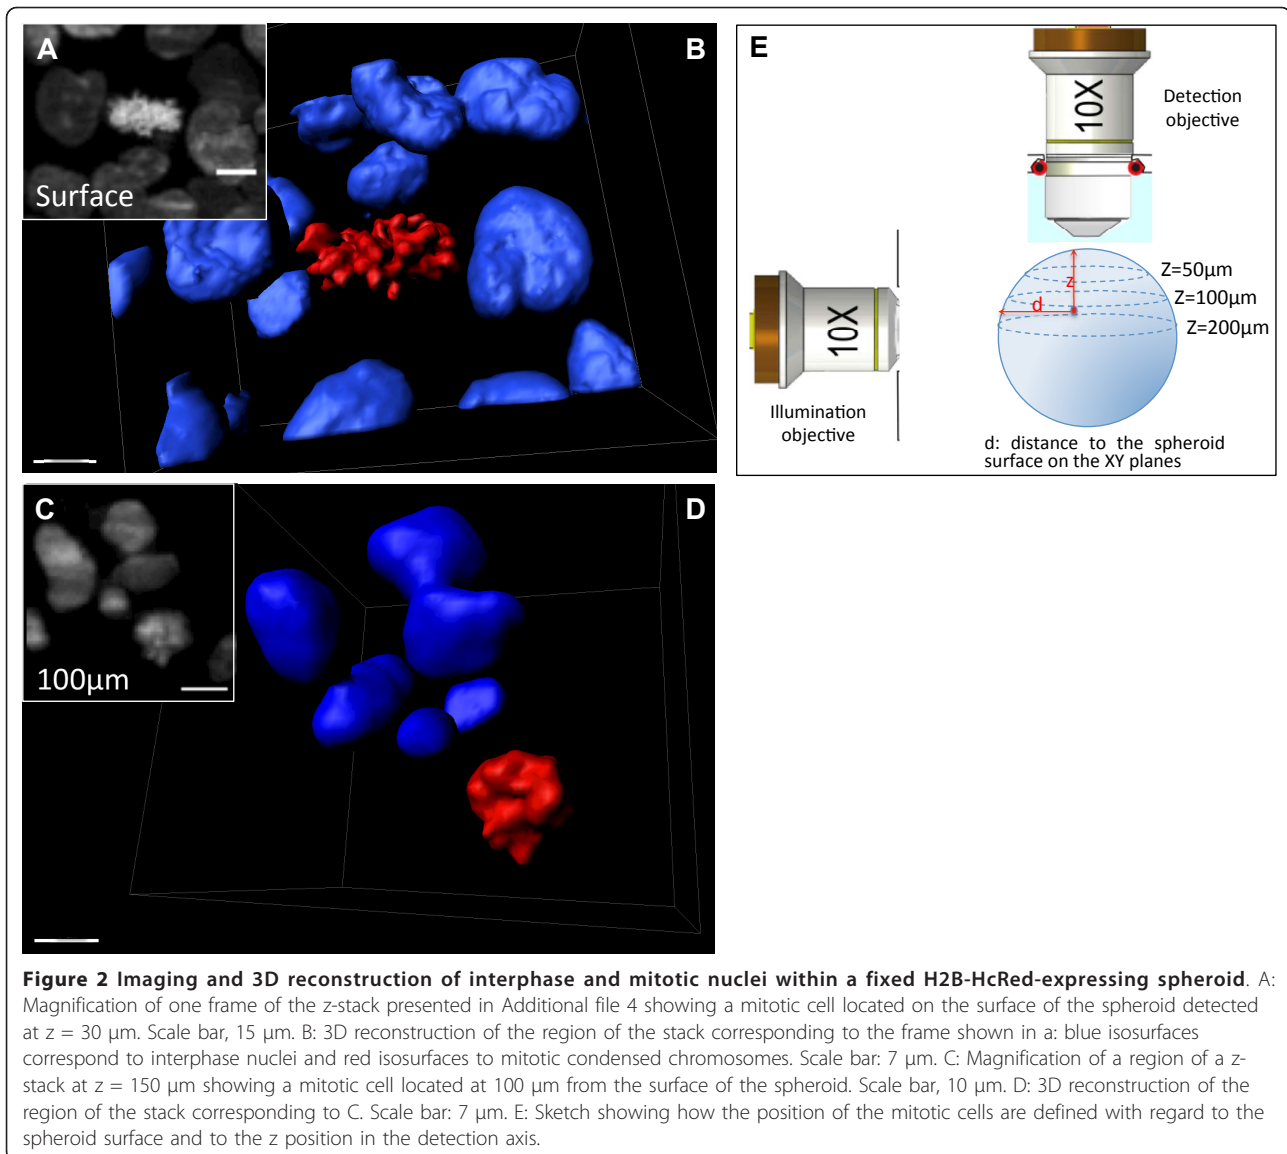 A
Surface
B
C
100µm
D
E
10X
Detection
objective
10X
Illumination
objective
z
d
Z=50µm
Z=100µm
Z=200µm
d: distance to the spheroid
surface on the XY planes
Figure 2 Imaging and 3D reconstruction of interphase and mitotic nuclei within a fixed H2B-HcRed-expressing spheroid. A:
Magnification of one frame of the z-stack presented in Additional file 4 showing a mitotic cell located on the surface of the spheroid detected
at z = 30 µm. Scale bar, 15 µm. B: 3D reconstruction of the region of the stack corresponding to the frame shown in a: blue isosurfaces
correspond to interphase nuclei and red isosurfaces to mitotic condensed chromosomes. Scale bar: 7 µm. C: Magnification of a region of a z-
stack at z = 150 µm showing a mitotic cell located at 100 µm from the surface of the spheroid. Scale bar, 10 µm. D: 3D reconstruction of the
region of the stack corresponding to C. Scale bar: 7 µm. E: Sketch showing how the position of the mitotic cells are defined with regard to the
spheroid surface and to the z position in the detection axis.